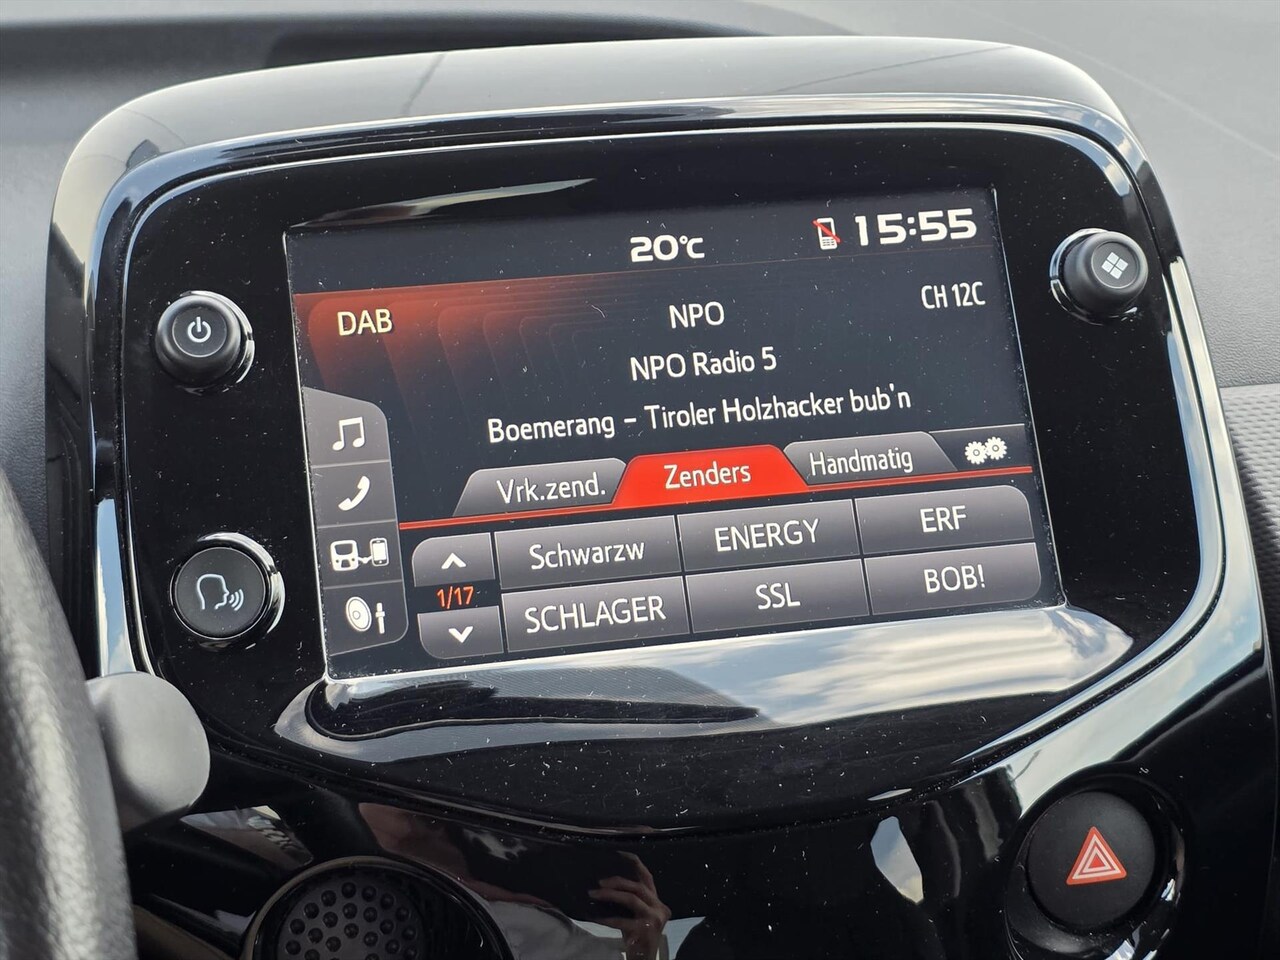 20°C 15:55
DAB NPO CH 12C
NPO Radio 5
Boemerang – Tiroler Holzhacker bub'n
Vrk.zend. Zenders Handmatig
Schwarzw ENERGY ERF
1/17
SCHLAGER SSL BOB!